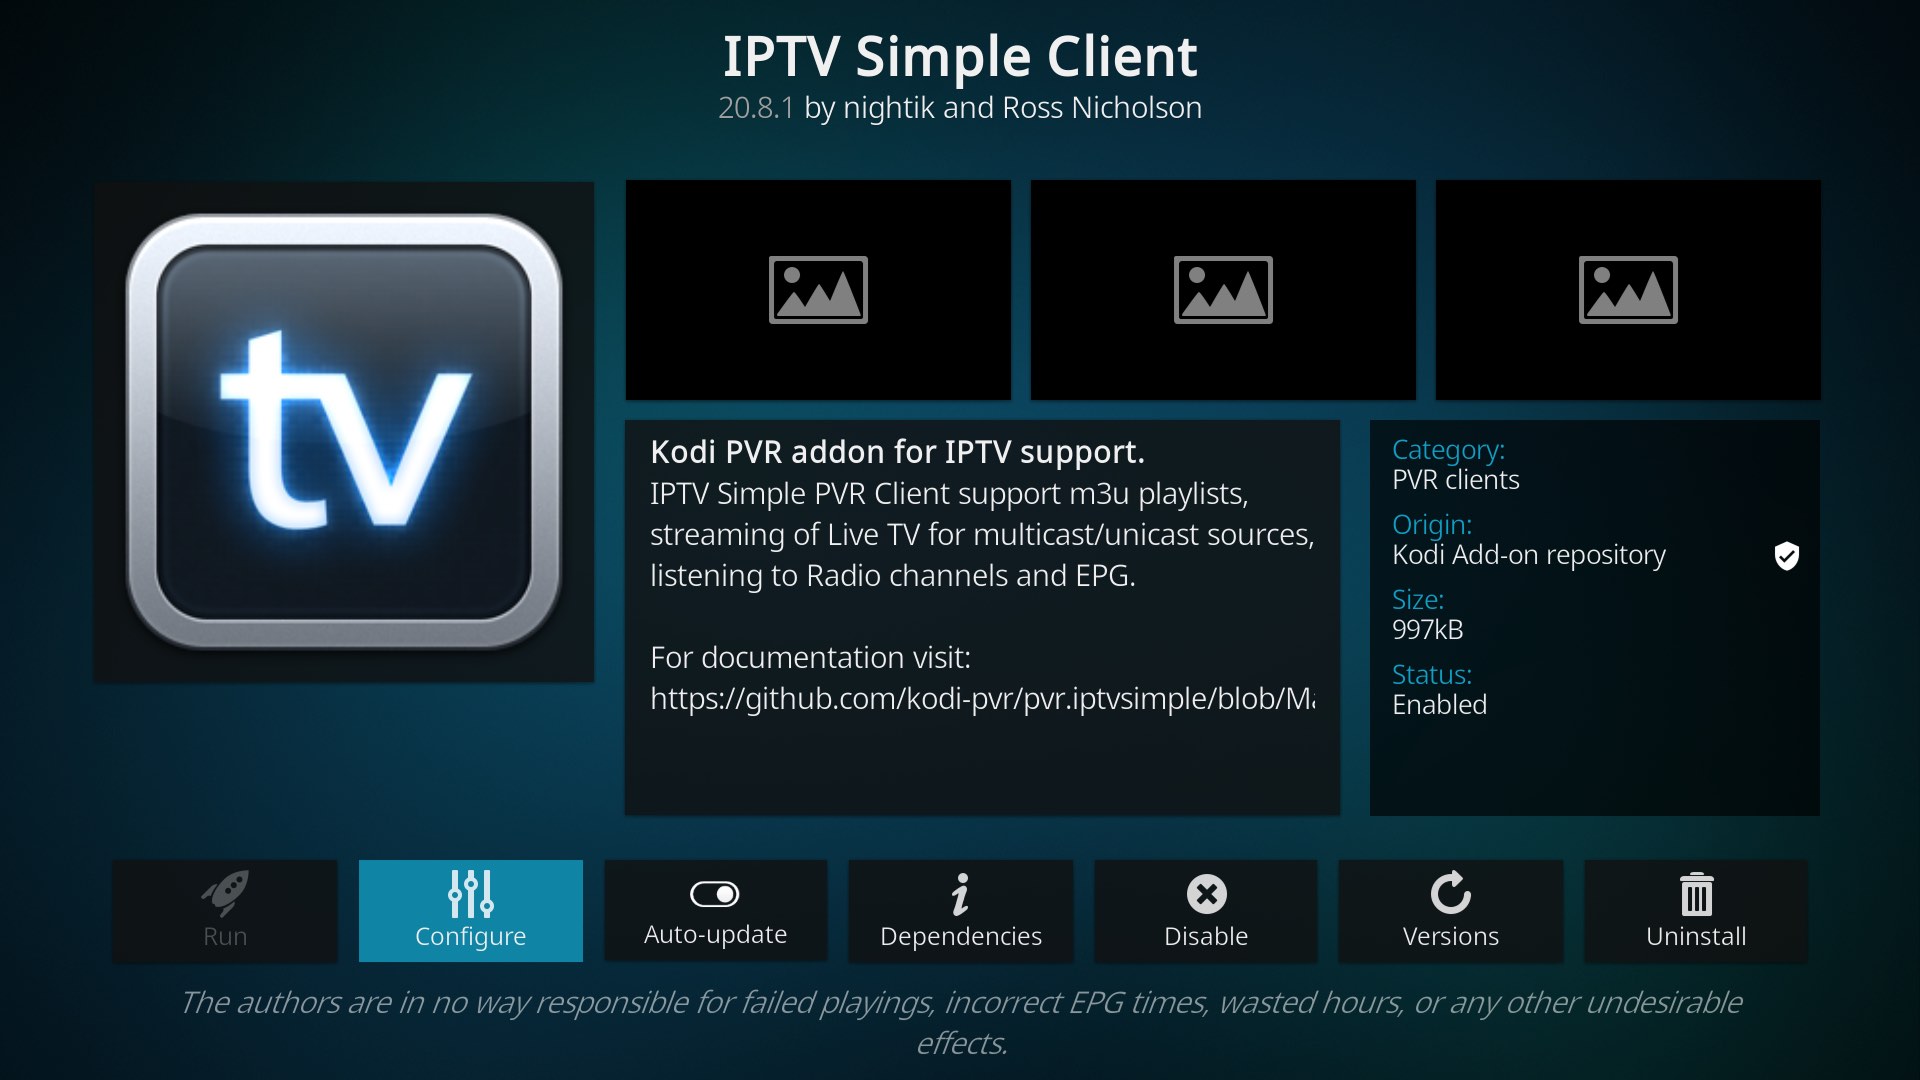 IPTV Simple Client
20.8.1 by nightik and Ross Nicholson
tv
Kodi PVR addon for IPTV support.
IPTV Simple PVR Client support m3u playlists,
streaming of Live TV for multicast/unicast sources,
listening to Radio channels and EPG.
For documentation visit:
https://github.com/kodi-pvr/pvr.iptvsimple/blob/Ma
Category:
PVR clients
Origin:
Kodi Add-on repository
Size:
997kB
Status:
Enabled
Run
Configure
Auto-update
Dependencies
Disable
Versions
Uninstall
The authors are in no way responsible for failed playings, incorrect EPG times, wasted hours, or any other undesirable
effects.